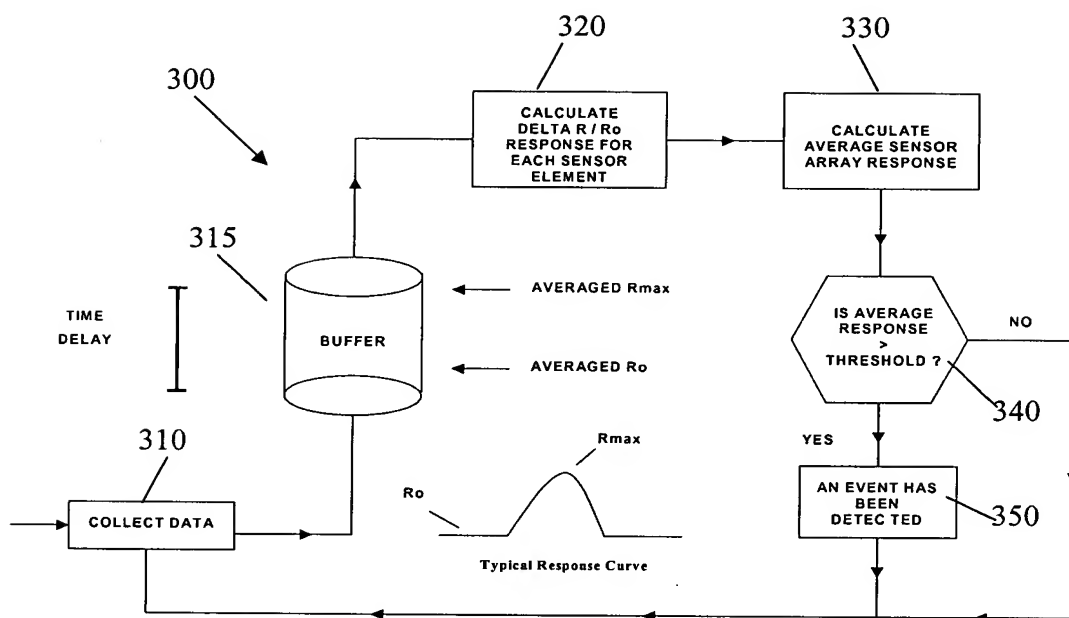 320
330
300
CALCULATE
DELTA R / Ro
RESPONSE FOR
EACH SENSOR
ELEMENT
CALCULATE
AVERAGE SENSOR
ARRAY RESPONSE
315
TIME
DELAY
BUFFER
AVERAGED Rmax
AVERAGED Ro
IS AVERAGE
RESPONSE
>
THRESHOLD ?
NO
340
YES
310
COLLECT DATA
Ro
Rmax
Typical Response Curve
AN EVENT HAS
BEEN
DETEC TED
350